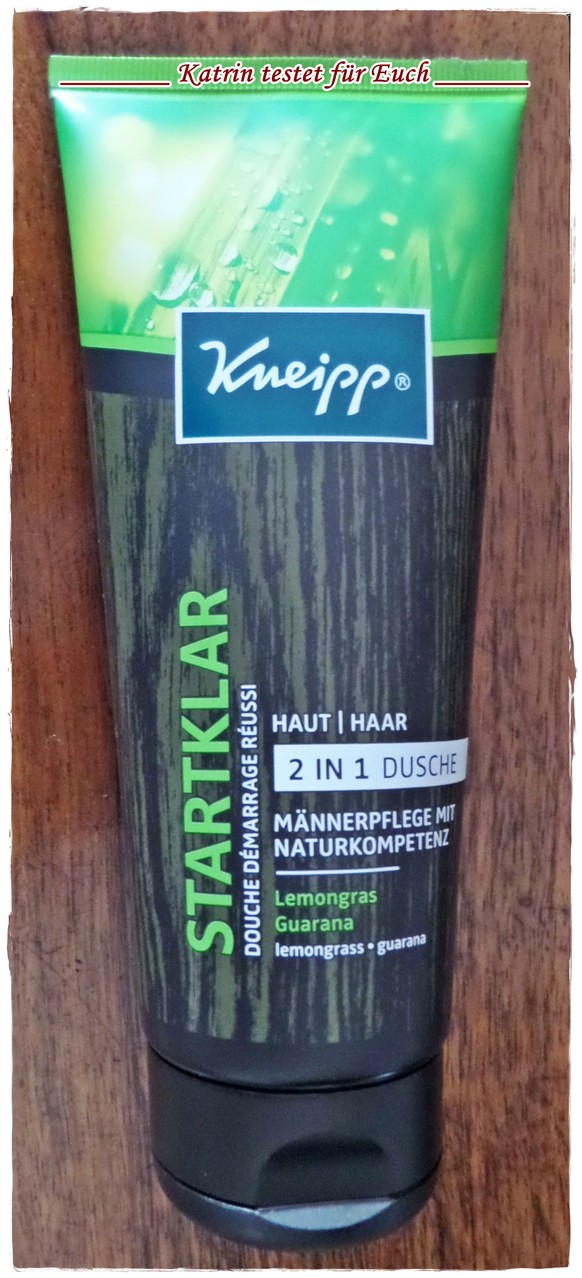 Katrin testet für Euch
Kneipp®
STARTKLAR
DOUCHE DÉMARRAGE RÉUSSI
HAUT | HAAR
2 IN 1 DUSCHE
MÄNNERPFLEGE MIT
NATURKOMPETENZ
Lemongras
Guarana
lemongrass • guarana